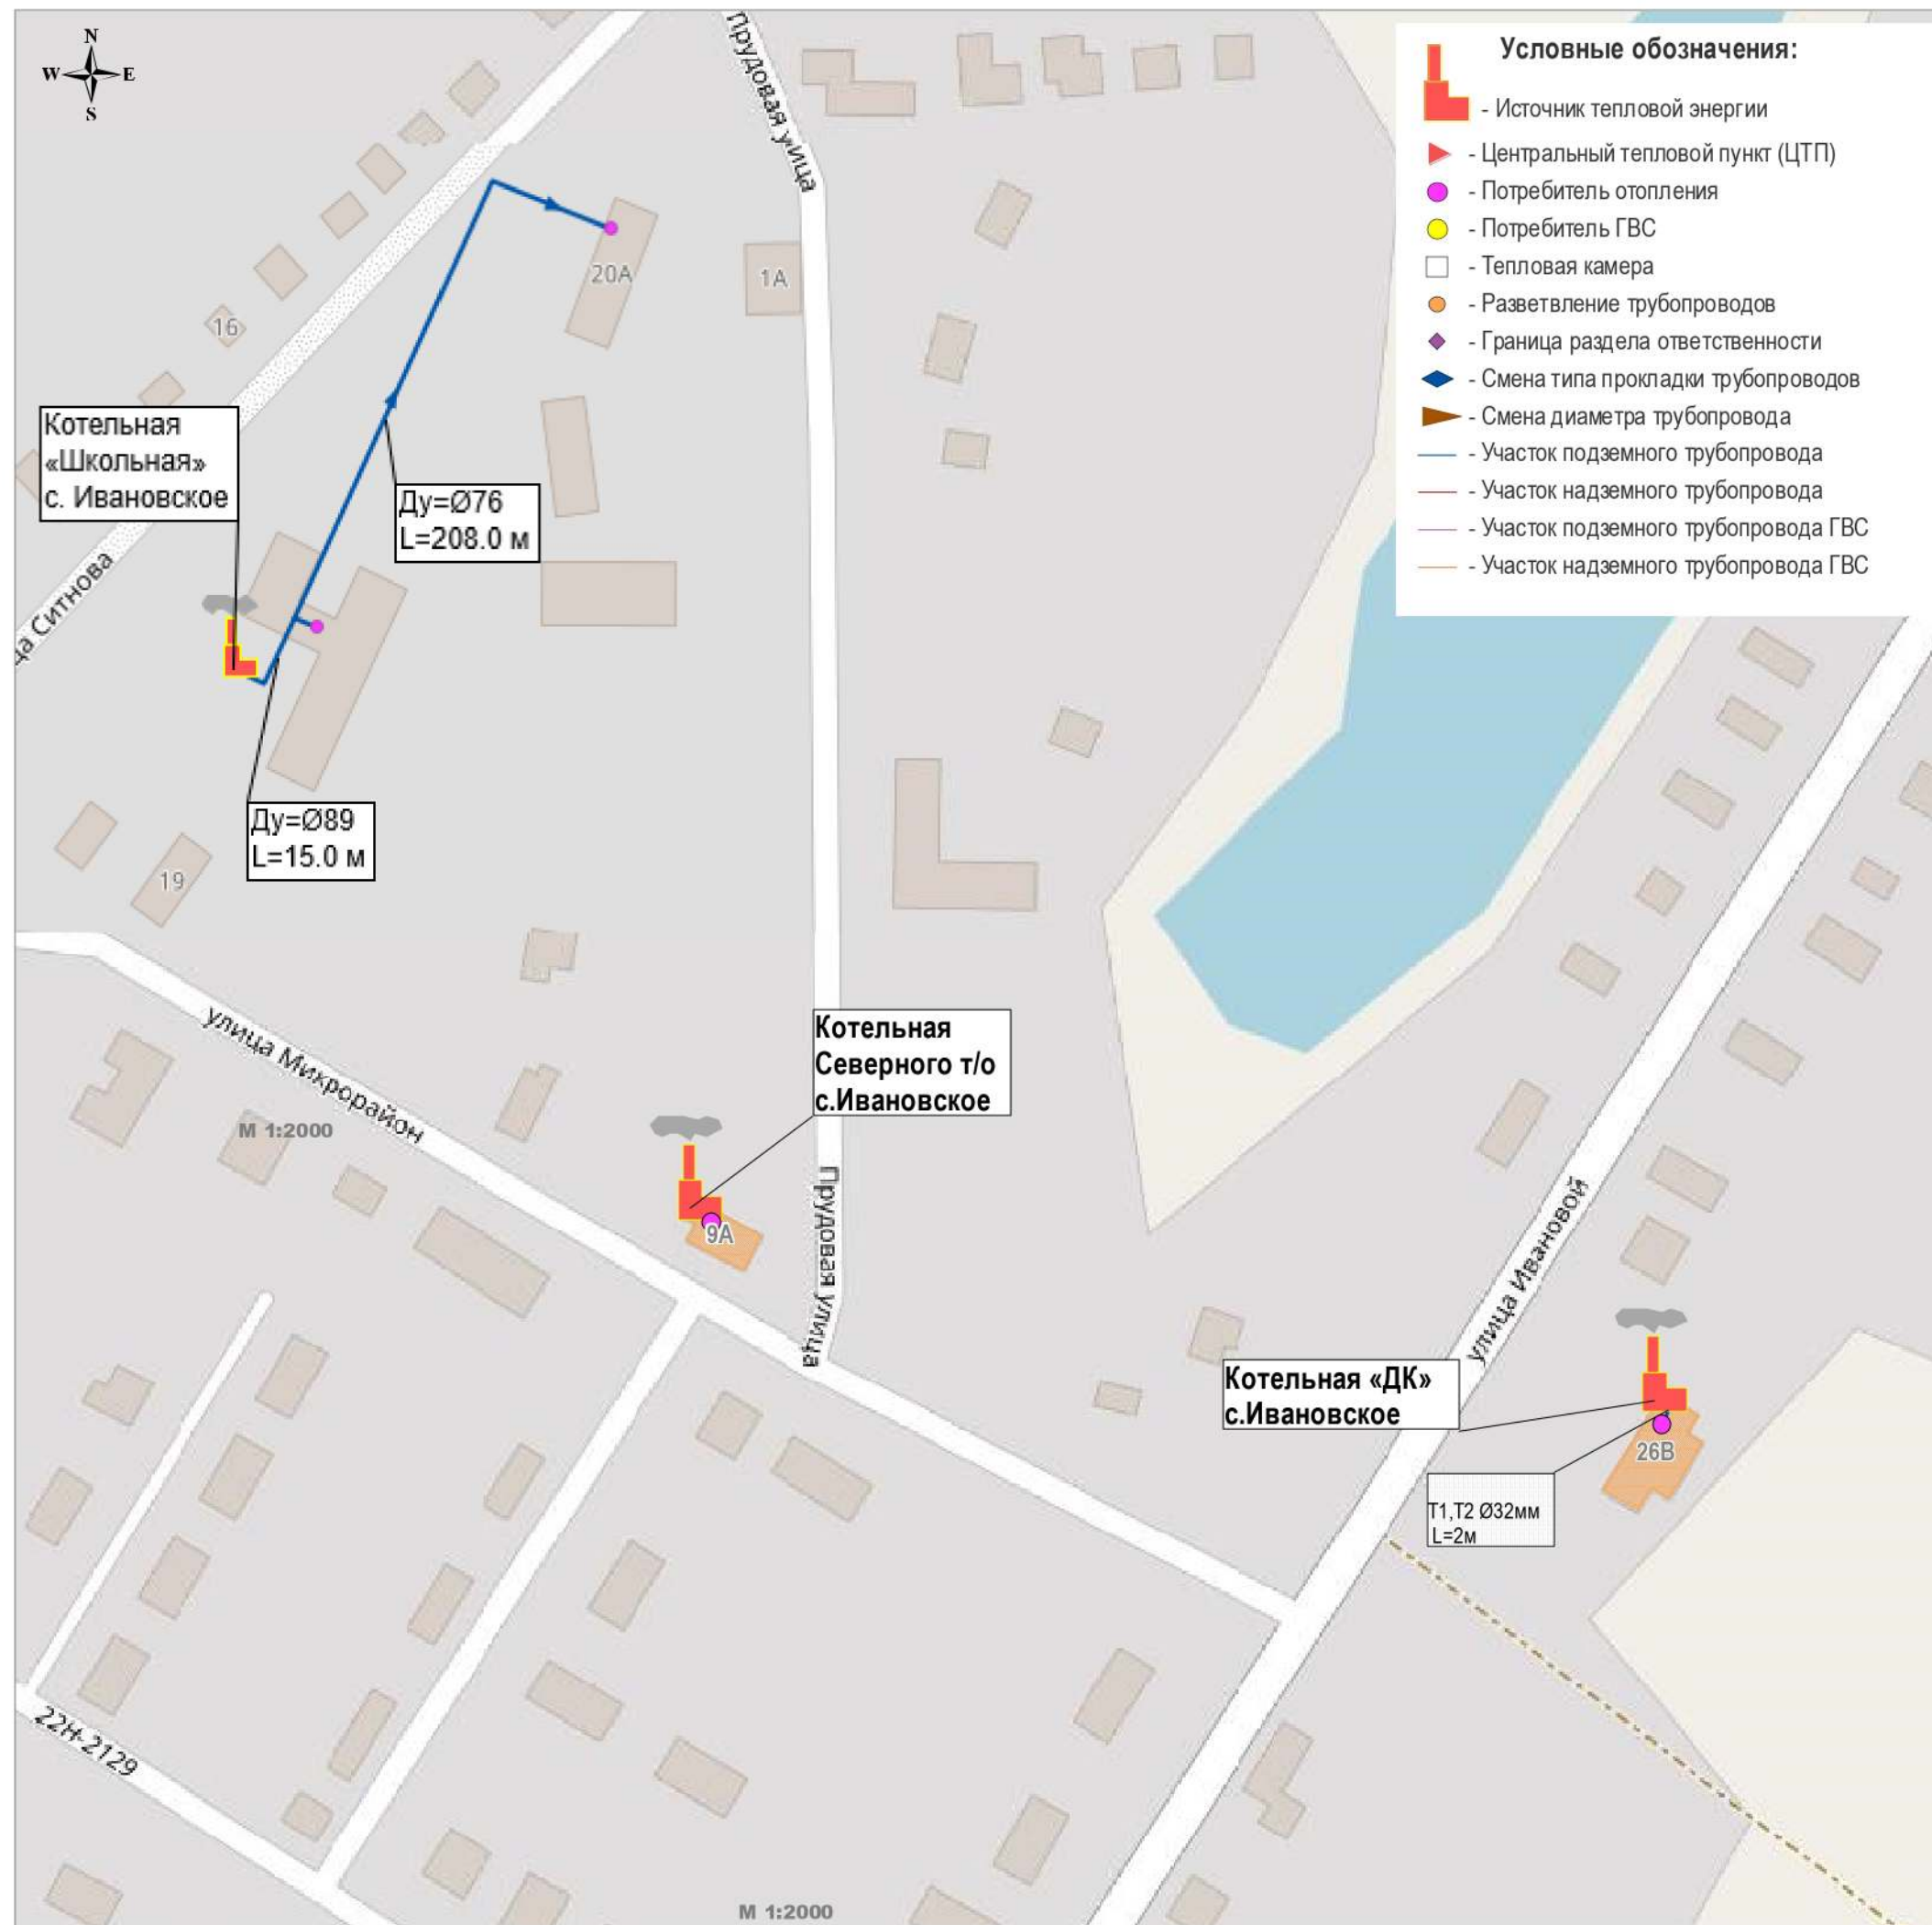 N
W E
S
Прудовая улица
Условные обозначения:
- Источник тепловой энергии
- Центральный тепловой пункт (ЦТП)
- Потребитель отопления
- Потребитель ГВС
- Тепловая камера
- Разветвление трубопроводов
- Граница раздела ответственности
- Смена типа прокладки трубопроводов
- Смена диаметра трубопровода
- Участок подземного трубопровода
- Участок надземного трубопровода
- Участок подземного трубопровода ГВС
- Участок надземного трубопровода ГВС
20А
1А
16
Котельная
«Школьная»
с. Ивановское
Ду=Ø76
L=208.0 м
ца Ситнова
Ду=Ø89
L=15.0 м
19
улица Микрорайон
М 1:2000
Котельная
Северного т/о
с.Ивановское
9А
Прудовая улица
улица Ивановой
Котельная «ДК»
с.Ивановское
26В
Т1,Т2 Ø32мм
L=2м
22Н-2129
М 1:2000